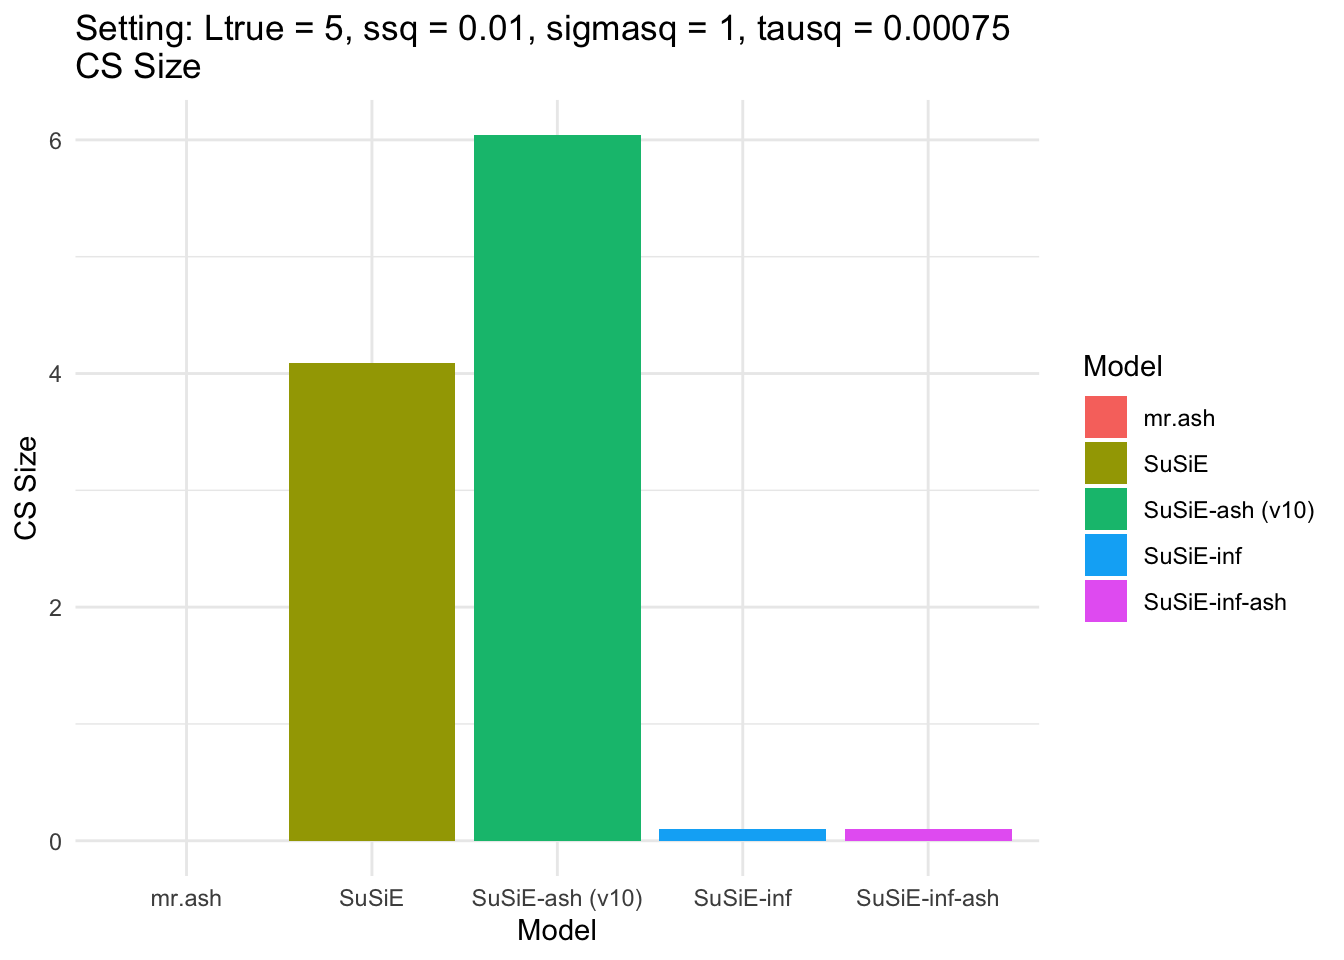 Setting: Ltrue = 5, ssq = 0.01, sigmasq = 1, tausq = 0.00075
CS Size
6
4
2
0
CS Size
mr.ash
SuSiE
SuSiE-ash (v10)
SuSiE-inf
SuSiE-inf-ash
Model
Model
mr.ash
SuSiE
SuSiE-ash (v10)
SuSiE-inf
SuSiE-inf-ash